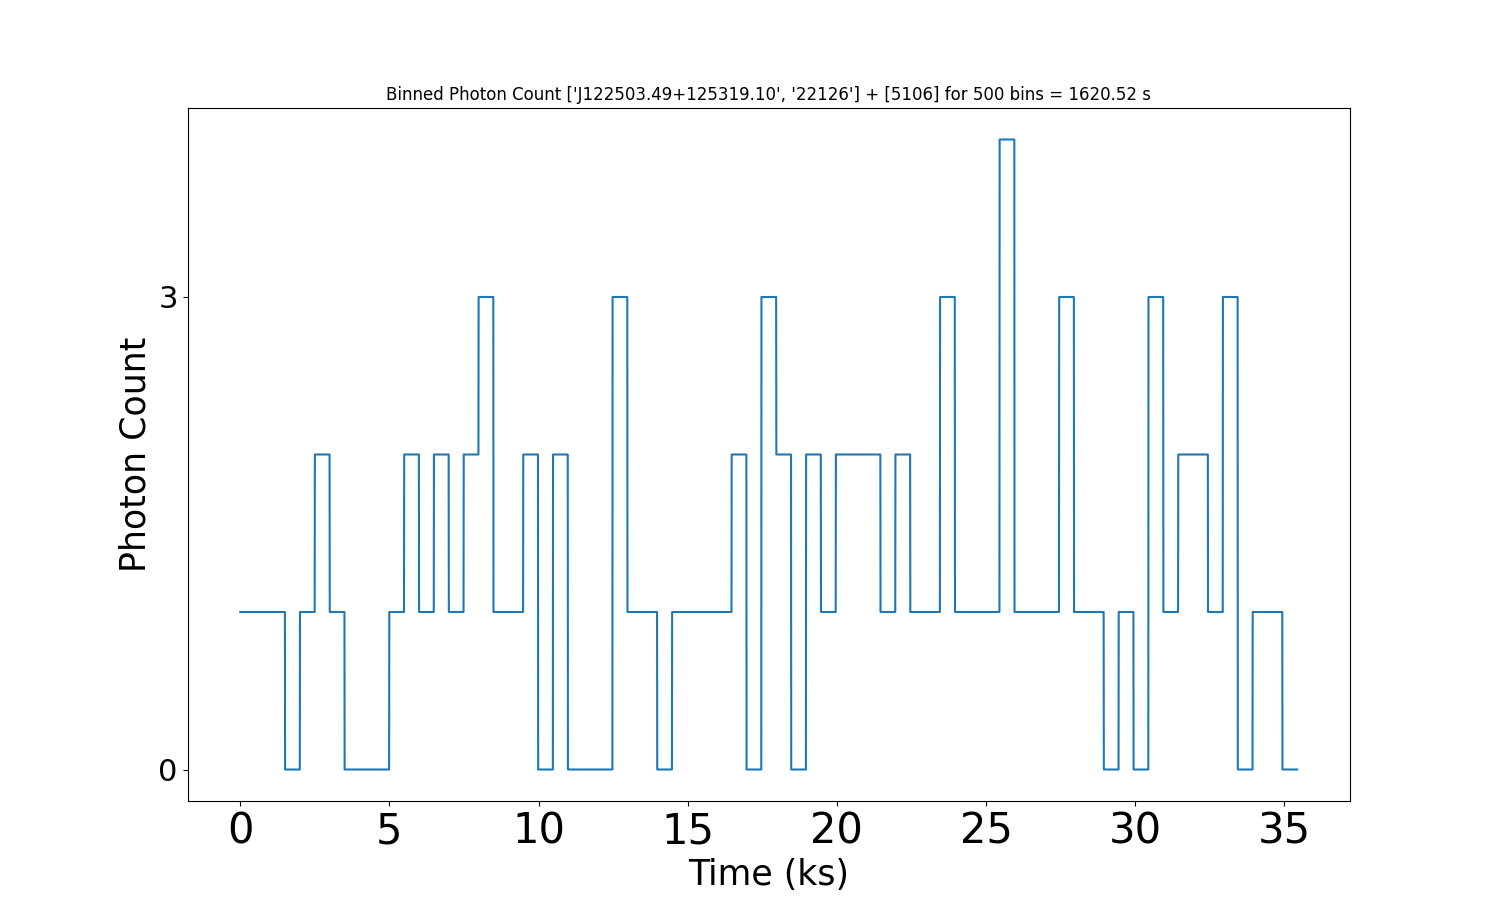 Binned Photon Count ['J122503.49+125319.10', '22126'] + [5106] for 500 bins = 1620.52 s
Photon Count
3
0
0 5 10 15 20 25 30 35
Time (ks)